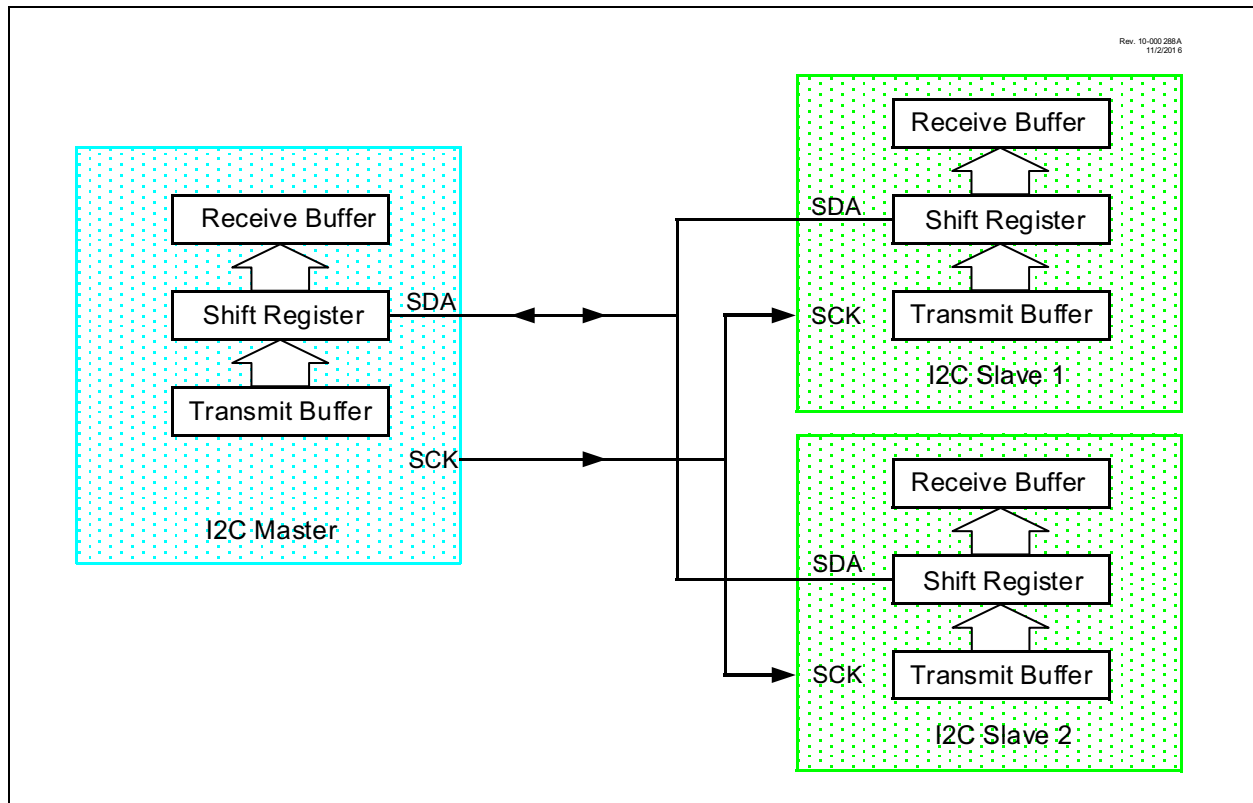 Rev. 10-000 288A
11/2/201 6
Receive Buffer
Shift Register
SDA
Transmit Buffer
SCK
I2C Master
Receive Buffer
SDA
Shift Register
SCK
Transmit Buffer
I2C Slave 1
Receive Buffer
SDA
Shift Register
SCK
Transmit Buffer
I2C Slave 2